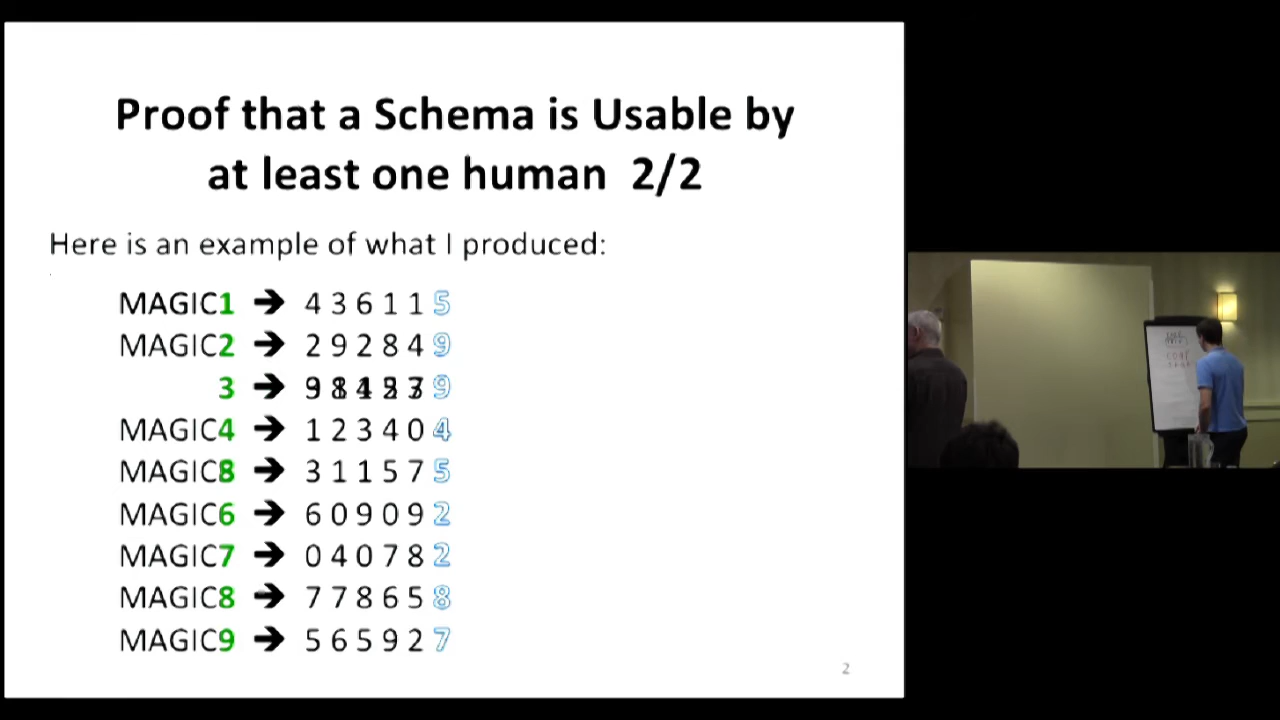 Proof that a Schema is Usable by
at least one human 2/2
Here is an example of what I produced:
MAGIC1 → 4 3 6 1 1 5
MAGIC2 → 2 9 2 8 4 9
3 → 9
MAGIC4 → 1 2 3 4 0 4
MAGIC8 → 3 1 1 5 7 5
MAGIC6 → 6 0 9 0 9 2
MAGIC7 → 0 4 0 7 8 2
MAGIC8 → 7 7 8 6 5 8
MAGIC9 → 5 6 5 9 2 7
2